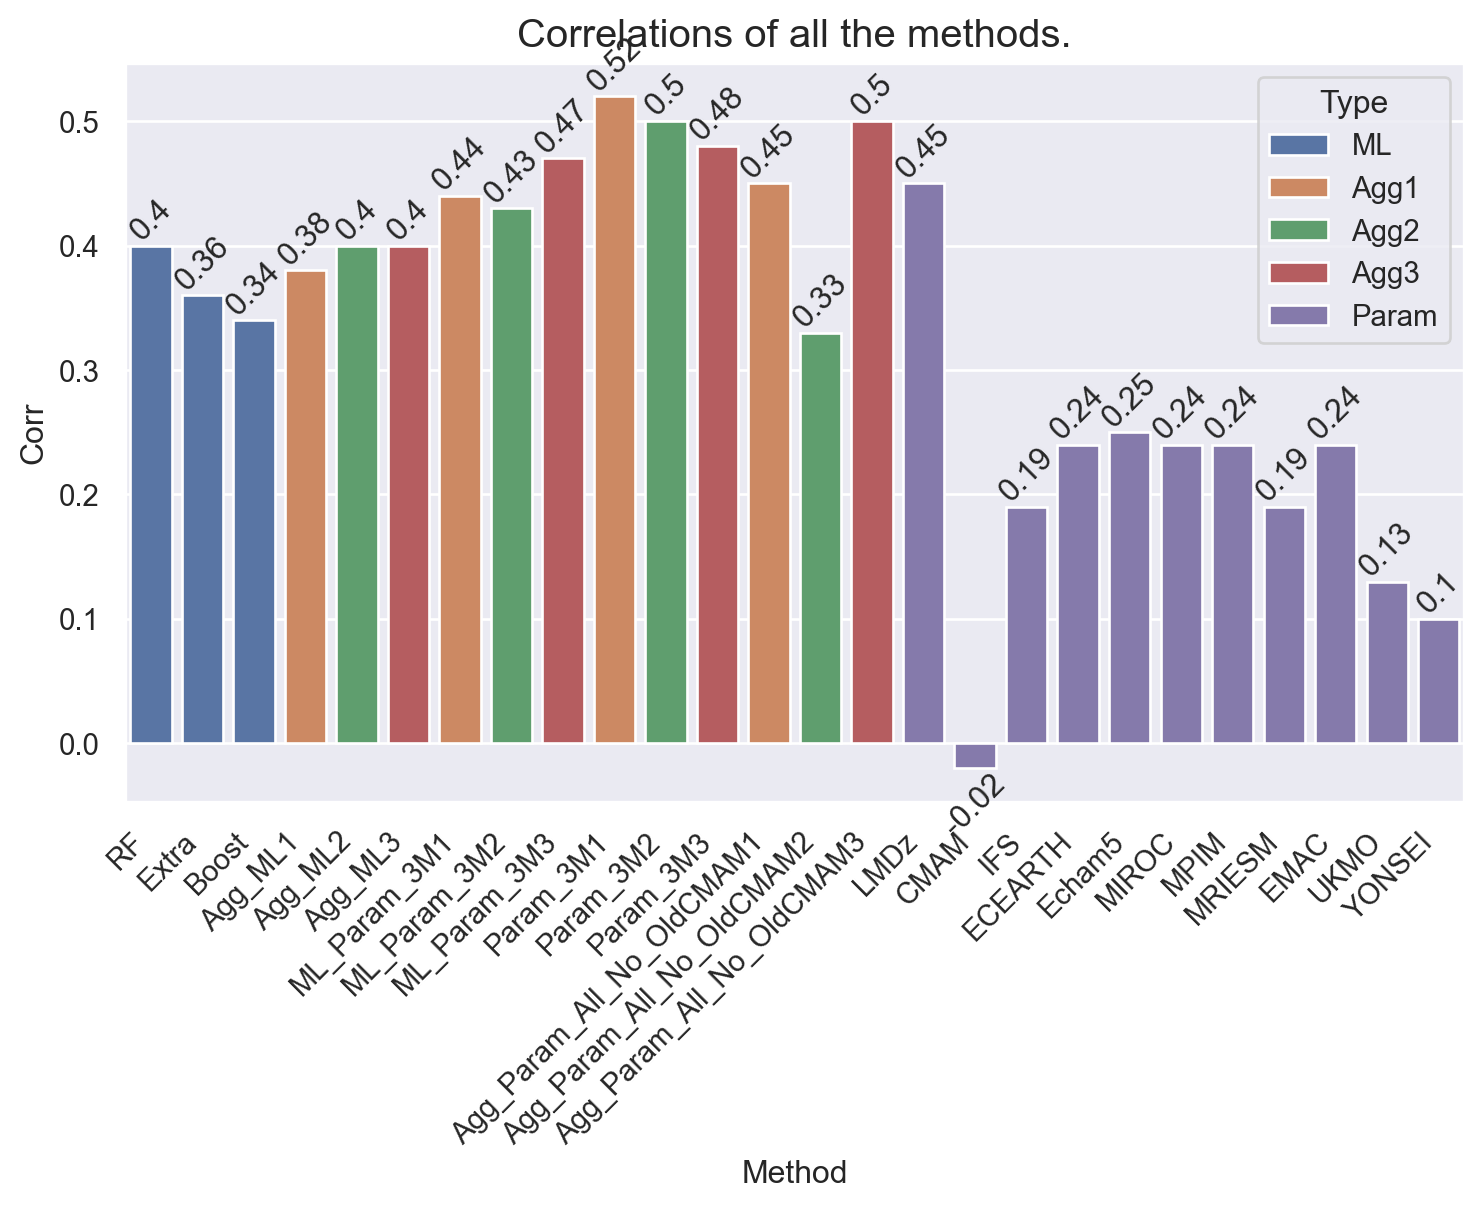 Correlations of all the methods.
Corr
0.5
0.4
0.3
0.2
0.1
0.0
0.4
0.36
0.34
0.38
0.4
0.4
0.44
0.43
0.47
0.52
0.5
0.48
0.45
0.33
0.5
0.45
-0.02
0.19
0.24
0.25
0.24
0.24
0.19
0.24
0.13
0.1
Type
ML
Agg1
Agg2
Agg3
Param
RF
Extra
Boost
Agg_ML1
Agg_ML2
Agg_ML3
ML_Param_3M1
ML_Param_3M2
ML_Param_3M3
Param_3M1
Param_3M2
Param_3M3
Agg_Param_All_No_OldCMAM1
Agg_Param_All_No_OldCMAM2
Agg_Param_All_No_OldCMAM3
LMDz
CMAM
IFS
ECEARTH
Echam5
MIROC
MPIM
MRIESM
EMAC
UKMO
YONSEI
Method